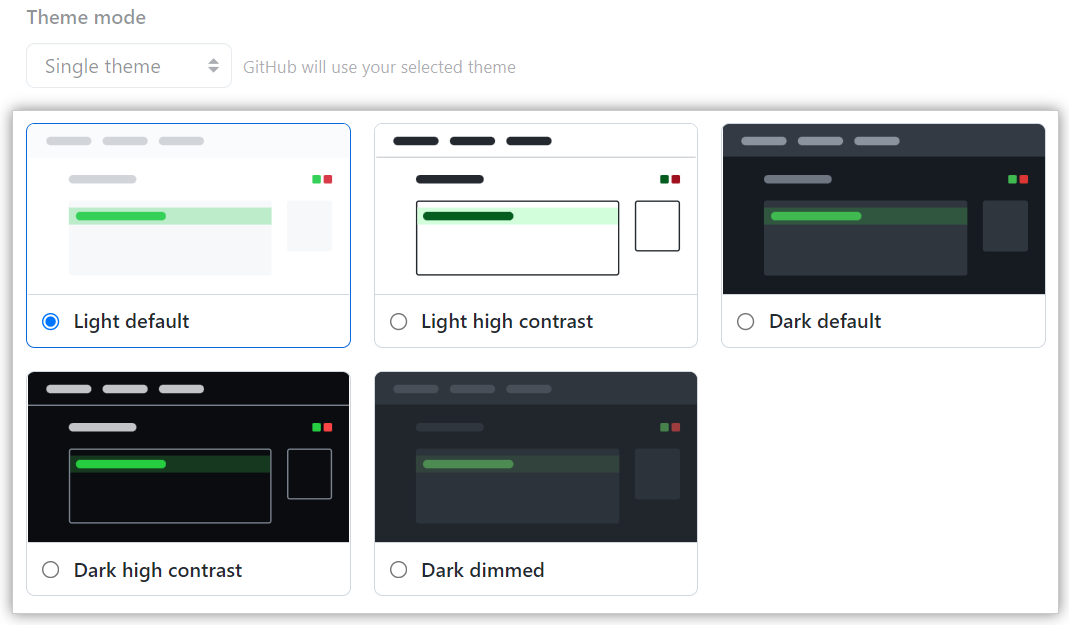 Theme mode
Single theme
GitHub will use your selected theme
Light default
Light high contrast
Dark default
Dark high contrast
Dark dimmed